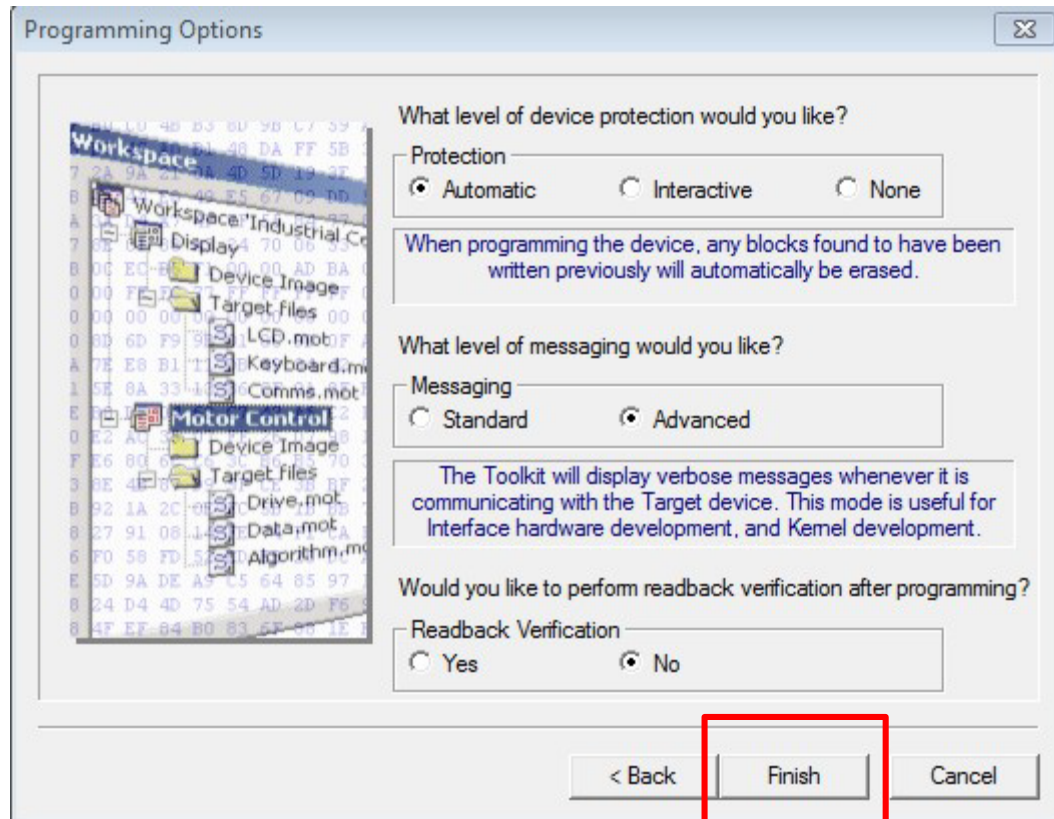 Programming Options
What level of device protection would you like?
Protection
Automatic Interactive None
When programming the device, any blocks found to have been
written previously will automatically be erased.
What level of messaging would you like?
Messaging
Standard Advanced
The Toolkit will display verbose messages whenever it is
communicating with the Target device. This mode is useful for
Interface hardware development, and Kernel development.
Would you like to perform readback verification after programming?
Readback Verification
Yes No
< Back Finish Cancel
Workspace
Workspace 'Industrial Co
Display
Device Image
Target files
LCD.mot
Keyboard.m
Comms.mot
Motor Control
Device Image
Target files
Drive.mot
Data.mot
Algorithm.mo